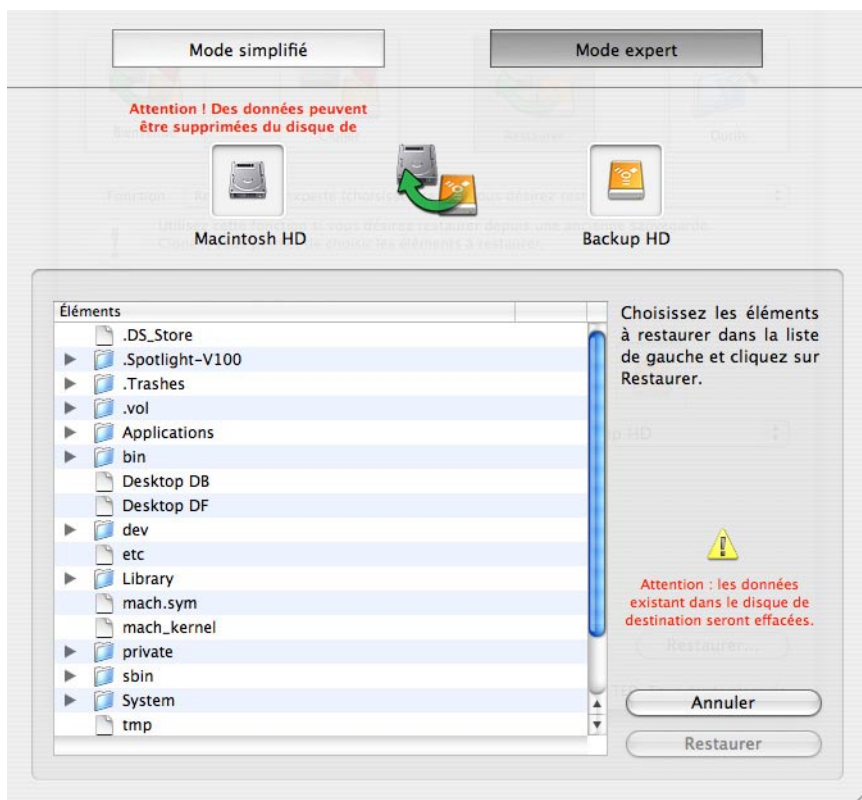 Mode simplifié
Mode expert
Attention ! Des données peuvent
être supprimées du disque de
Restaurer
Outils
Macintosh HD
Backup HD
Éléments
.DS_Store
.Spotlight-V100
.Trashes
.vol
Applications
bin
Desktop DB
Desktop DF
dev
etc
Library
mach.sym
mach_kernel
private
sbin
System
tmp
Choisissez les éléments
à restaurer dans la liste
de gauche et cliquez sur
Restaurer.
Attention : les données
existant dans le disque de
destination seront effacées.
Restaurer...
Annuler
Restaurer